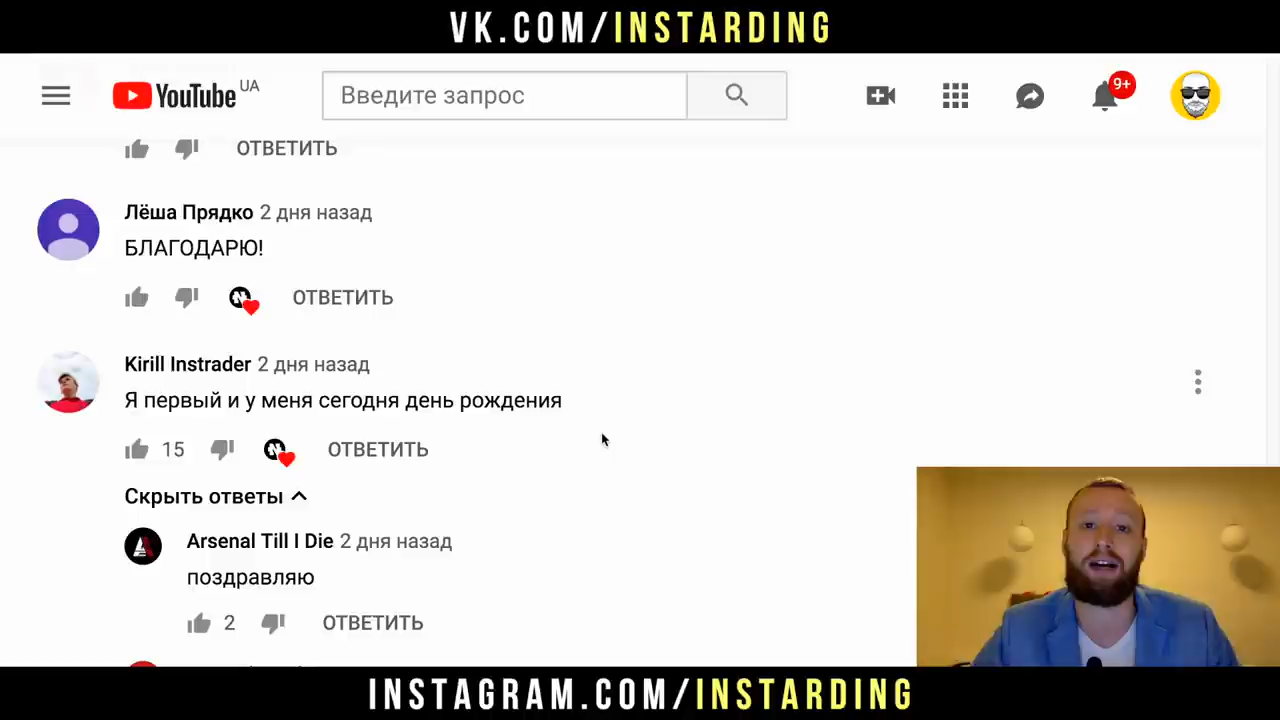 VK.COM/INSTARDING
YouTube UA
Введите запрос
9+
ОТВЕТИТЬ
Лёша Прядко 2 дня назад
БЛАГОДАРЮ!
ОТВЕТИТЬ
Kirill Instrader 2 дня назад
Я первый и у меня сегодня день рождения
15 ОТВЕТИТЬ
Скрыть ответы
Arsenal Till I Die 2 дня назад
поздравляю
2 ОТВЕТИТЬ
INSTAGRAM.COM/INSTARDING